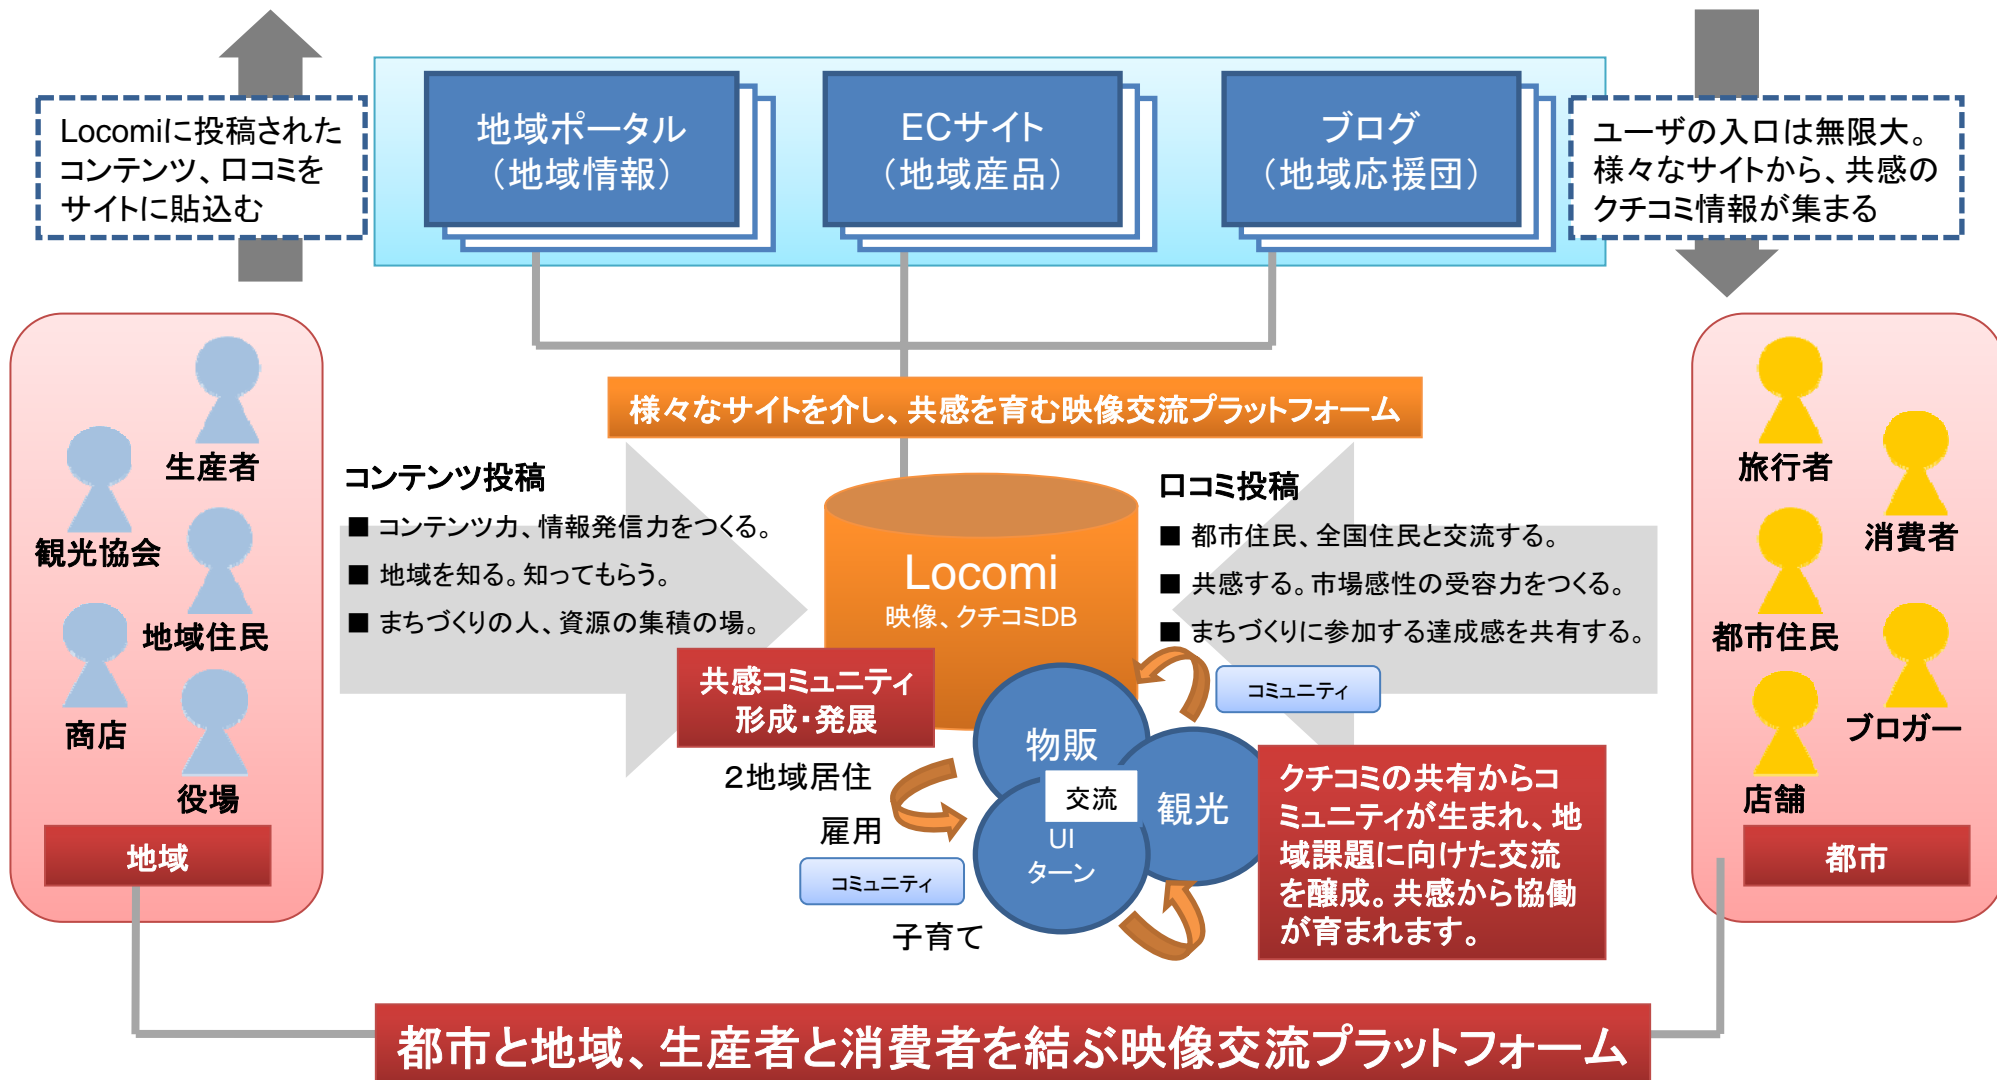 地域ポータル
（地域情報）
ECサイト
（地域産品）
ブログ
（地域応援団）
Locomiに投稿された
コンテンツ、口コミを
サイトに貼込む
ユーザの入口は無限大。
様々なサイトから、共感の
クチコミ情報が集まる
様々なサイトを介し、共感を育む映像交流プラットフォーム
生産者
観光協会
地域住民
商店
役場
地域
コンテンツ投稿
■ コンテンツ力、情報発信力をつくる。
■ 地域を知る。知ってもらう。
■ まちづくりの人、資源の集積の場。
Locomi
映像、クチコミDB
口コミ投稿
■ 都市住民、全国住民と交流する。
■ 共感する。市場感性の受容力をつくる。
■ まちづくりに参加する達成感を共有する。
旅行者
消費者
都市住民
ブロガー
店舗
都市
共感コミュニティ
形成・発展
２地域居住
雇用
コミュニティ
子育て
物販
交流
観光
UI
ターン
コミュニティ
クチコミの共有からコ
ミュニティが生まれ、地
域課題に向けた交流
を醸成。共感から協働
が育まれます。
都市と地域、生産者と消費者を結ぶ映像交流プラットフォーム